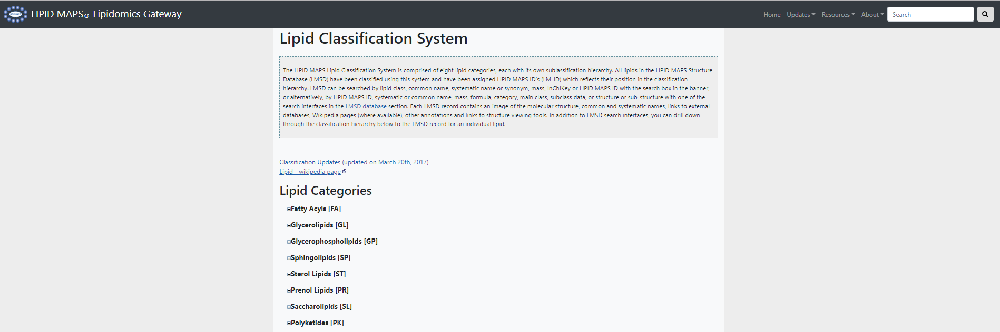 LIPID MAPS® Lipidomics Gateway
Home Updates Resources About Search
Lipid Classification System
The LIPID MAPS Lipid Classification System is comprised of eight lipid categories, each with its own sublassification hierarchy. All lipids in the LIPID MAPS Structure
Database (LMSD) have been classified using this system and have been assigned LIPID MAPS ID's (LM_ID) which reflects their position in the classification
hierarchy. LMSD can be searched by lipid class, common name, systematic name or synonym, mass, InChIKey or LIPID MAPS ID with the search box in the banner,
or alternatively, by LIPID MAPS ID, systematic or common name, mass, formula, category, main class, subclass data, or structure or sub-structure with one of the
search interfaces in the LMSD database section. Each LMSD record contains an image of the molecular structure, common and systematic names, links to external
databases, Wikipedia pages (where available), other annotations and links to structure viewing tools. In addition to LMSD search interfaces, you can drill down
through the classification hierarchy below to the LMSD record for an individual lipid.
Classification Updates (updated on March 20th, 2017)
Lipid - wikipedia page
Lipid Categories
Fatty Acyls [FA]
Glycerolipids [GL]
Glycerophospholipids [GP]
Sphingolipids [SP]
Sterol Lipids [ST]
Prenol Lipids [PR]
Saccharolipids [SL]
Polyketides [PK]